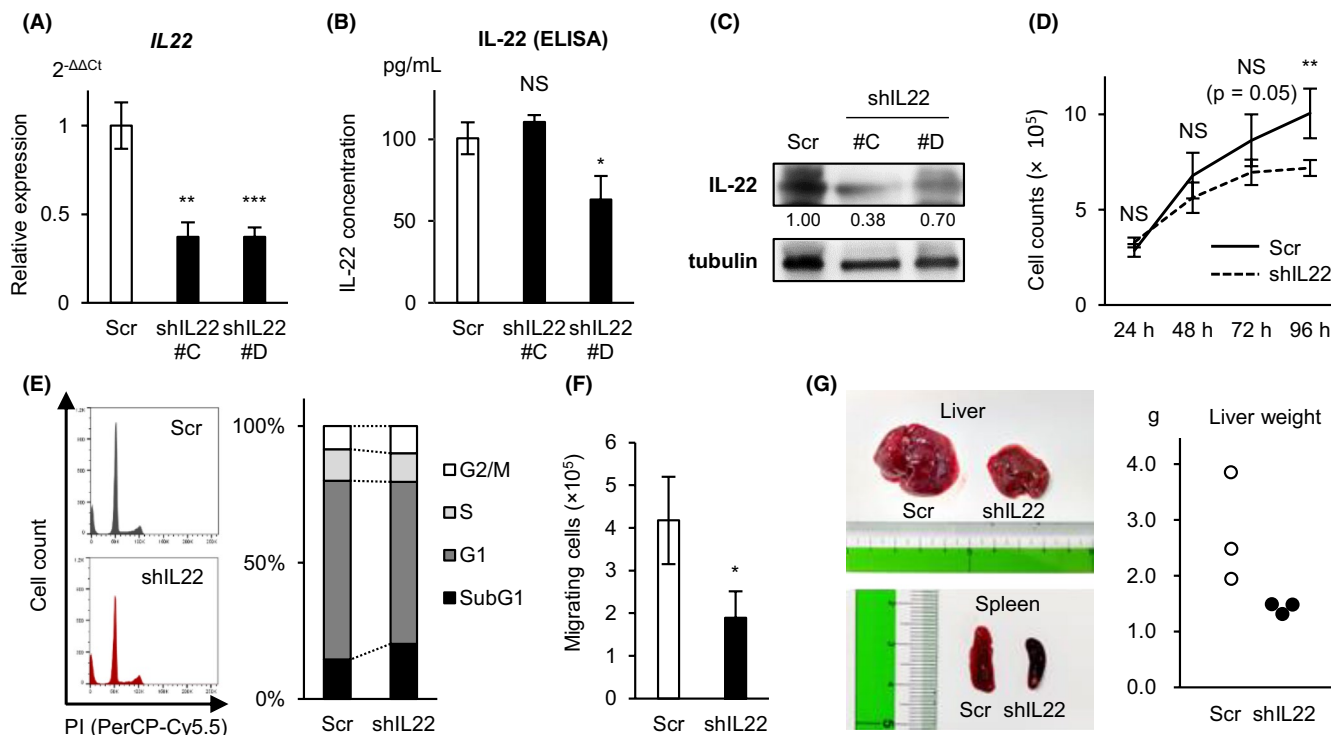 (A)
IL22
2-ΔΔCt
Relative expression
1
0.5
0
**
***
Scr
shIL22
#C
shIL22
#D
(B)
IL-22 (ELISA)
pg/mL
IL-22 concentration
100
50
0
NS
*
Scr
shIL22
#C
shIL22
#D
(C)
shIL22
Scr
#C
#D
IL-22
1.00
0.38
0.70
tubulin
(D)
Cell counts (× 10⁵)
10
5
0
NS
NS
NS
(p = 0.05)
**
Scr
shIL22
24 h
48 h
72 h
96 h
(E)
Cell count
Scr
shIL22
PI (PerCP-Cy5.5)
100%
50%
0%
G2/M
S
G1
SubG1
Scr
shIL22
(F)
Migrating cells (×10⁵)
6
5
4
3
2
1
0
*
Scr
shIL22
(G)
Liver
Scr
shIL22
Spleen
Scr
shIL22
g
Liver weight
4.0
3.0
2.0
1.0
0.0
Scr
shIL22